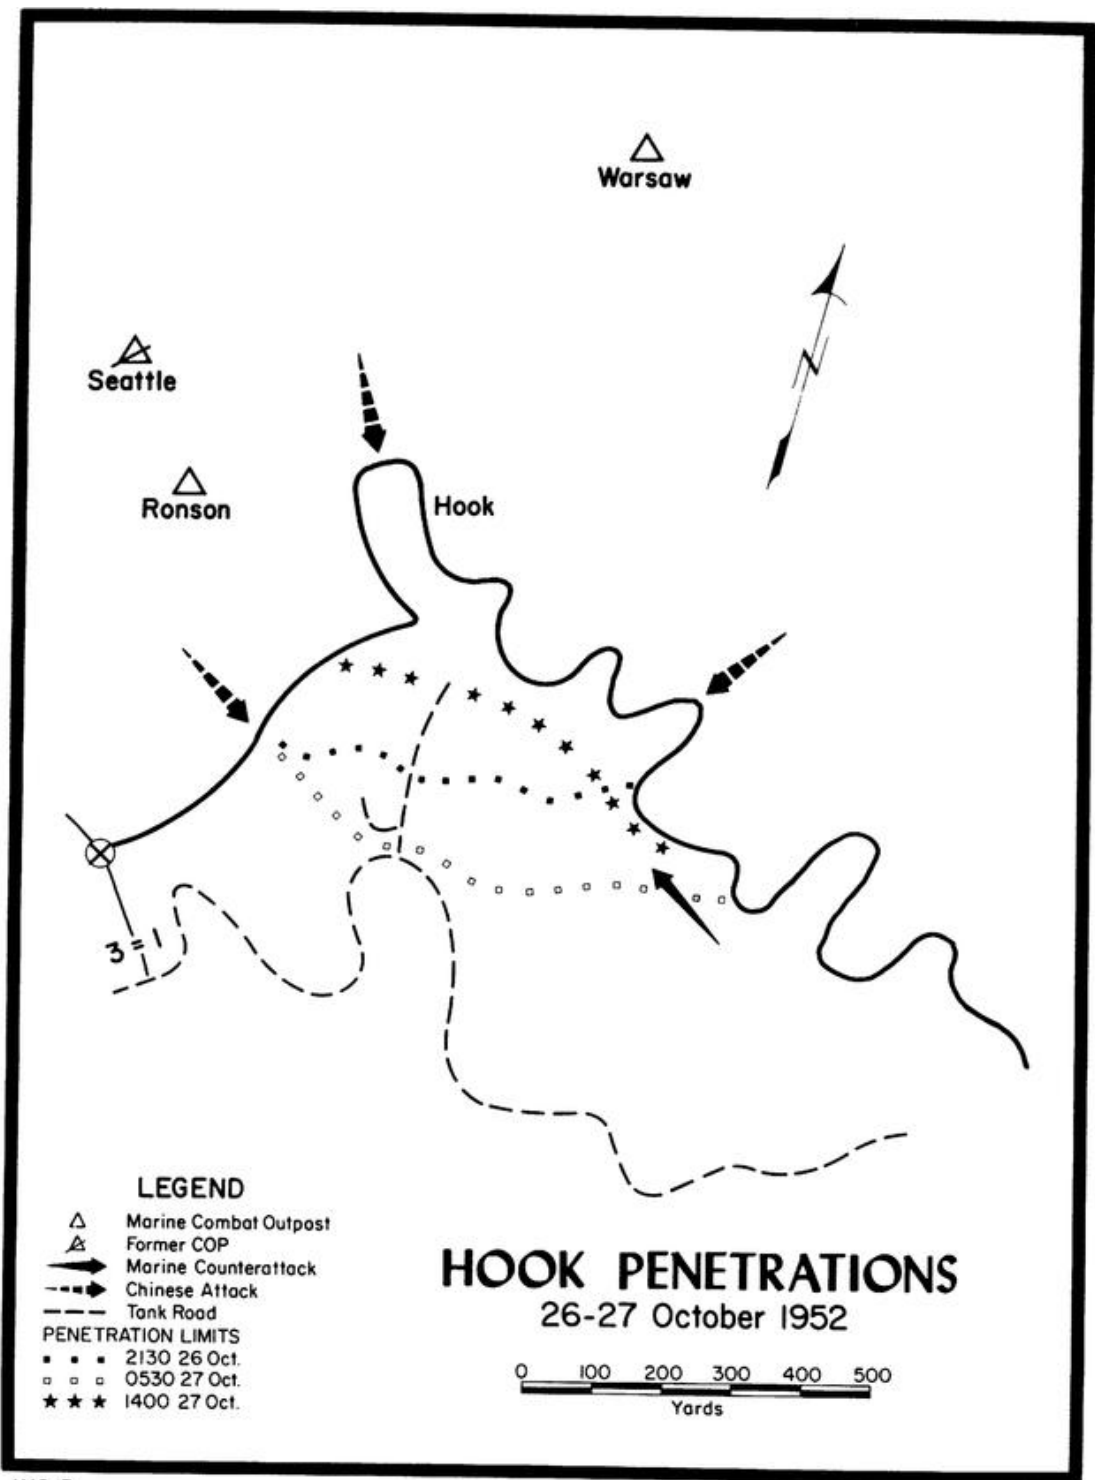 Warsaw
N
Seattle
Ronson
Hook
3 = 1
LEGEND
Marine Combat Outpost
Former COP
Marine Counterattack
Chinese Attack
Tank Road
PENETRATION LIMITS
2130 26 Oct.
0530 27 Oct.
1400 27 Oct.
HOOK PENETRATIONS
26-27 October 1952
0 100 200 300 400 500
Yards